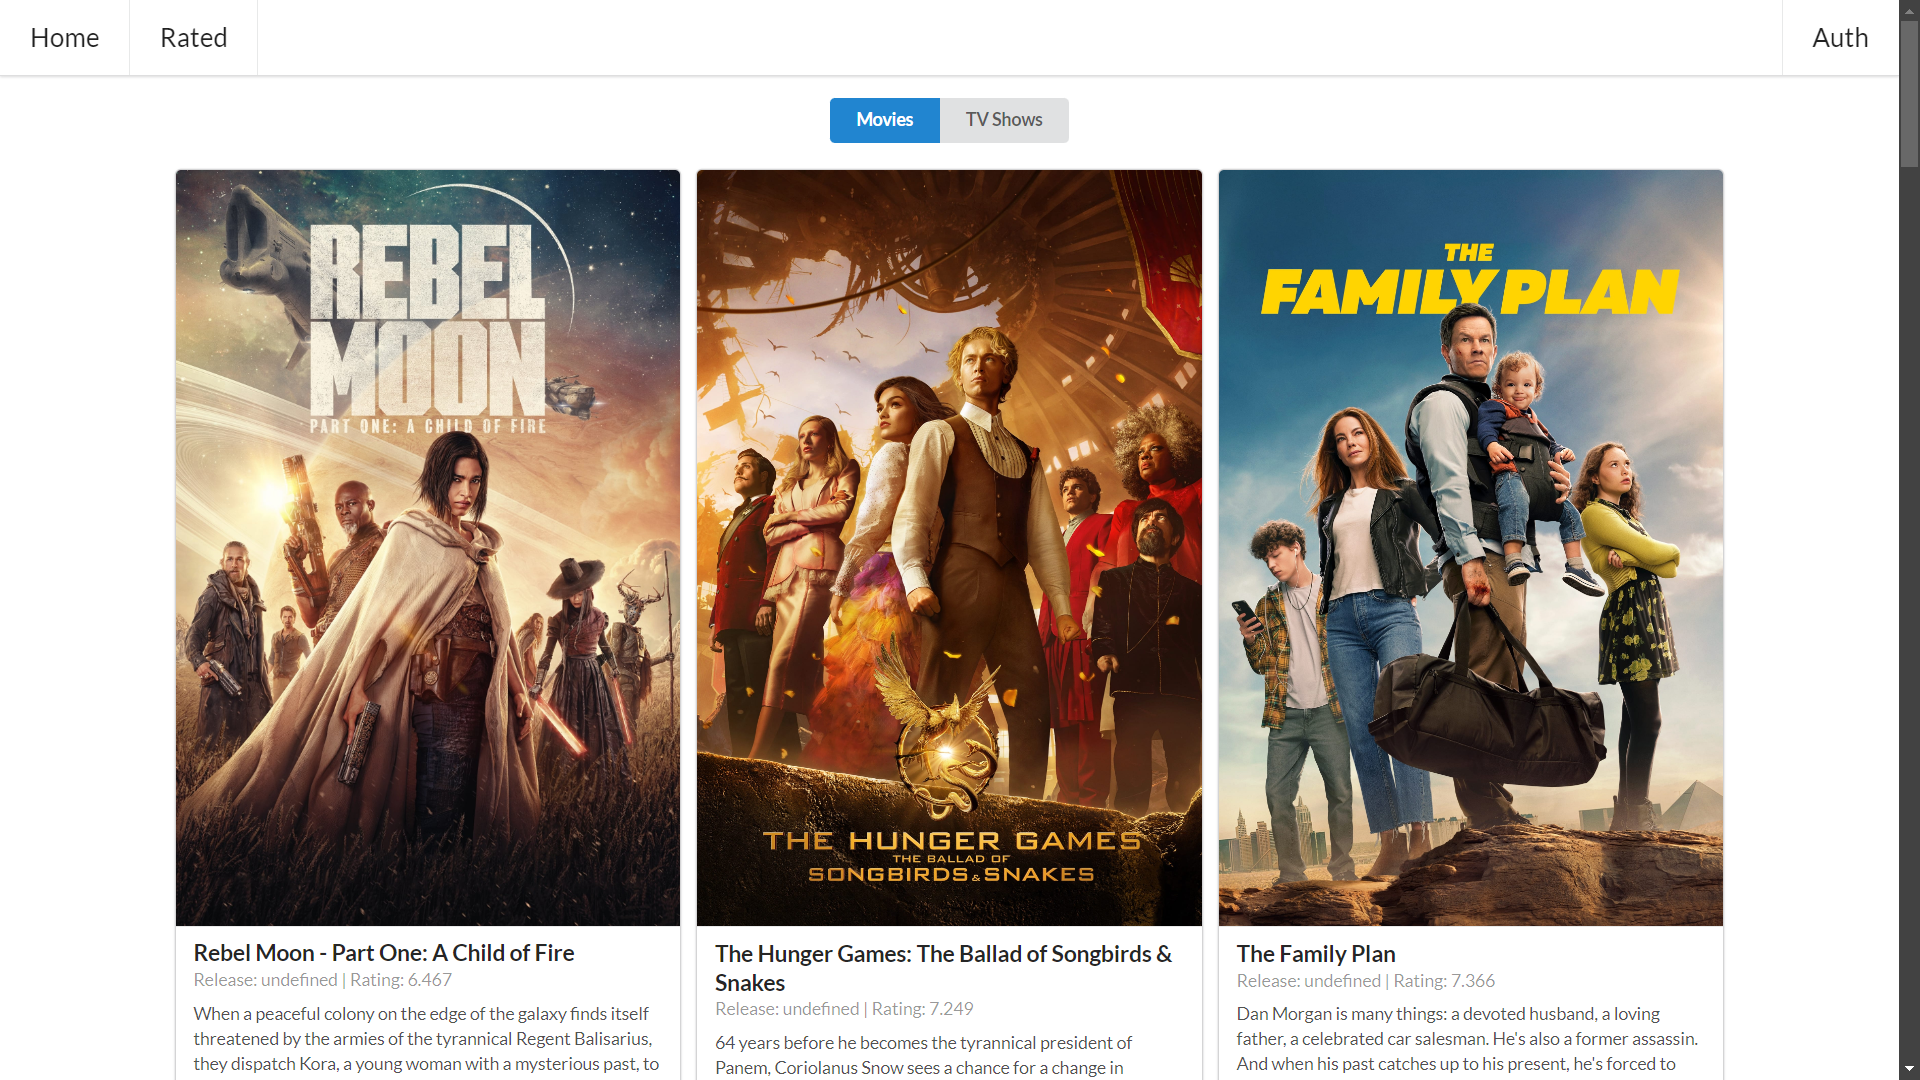 Home
Rated
Auth
Movies
TV Shows
REBEL
MOON
PART ONE: A CHILD OF FIRE
THE HUNGER GAMES
THE BALLAD OF
SONGBIRDS & SNAKES
THE
FAMILY PLAN
Rebel Moon - Part One: A Child of Fire
Release: undefined | Rating: 6.467
When a peaceful colony on the edge of the galaxy finds itself
threatened by the armies of the tyrannical Regent Balisarius,
they dispatch Kora, a young woman with a mysterious past, to
The Hunger Games: The Ballad of Songbirds &
Snakes
Release: undefined | Rating: 7.249
64 years before he becomes the tyrannical president of
Panem, Coriolanus Snow sees a chance for a change in
The Family Plan
Release: undefined | Rating: 7.366
Dan Morgan is many things: a devoted husband, a loving
father, a celebrated car salesman. He's also a former assassin.
And when his past catches up to his present, he's forced to